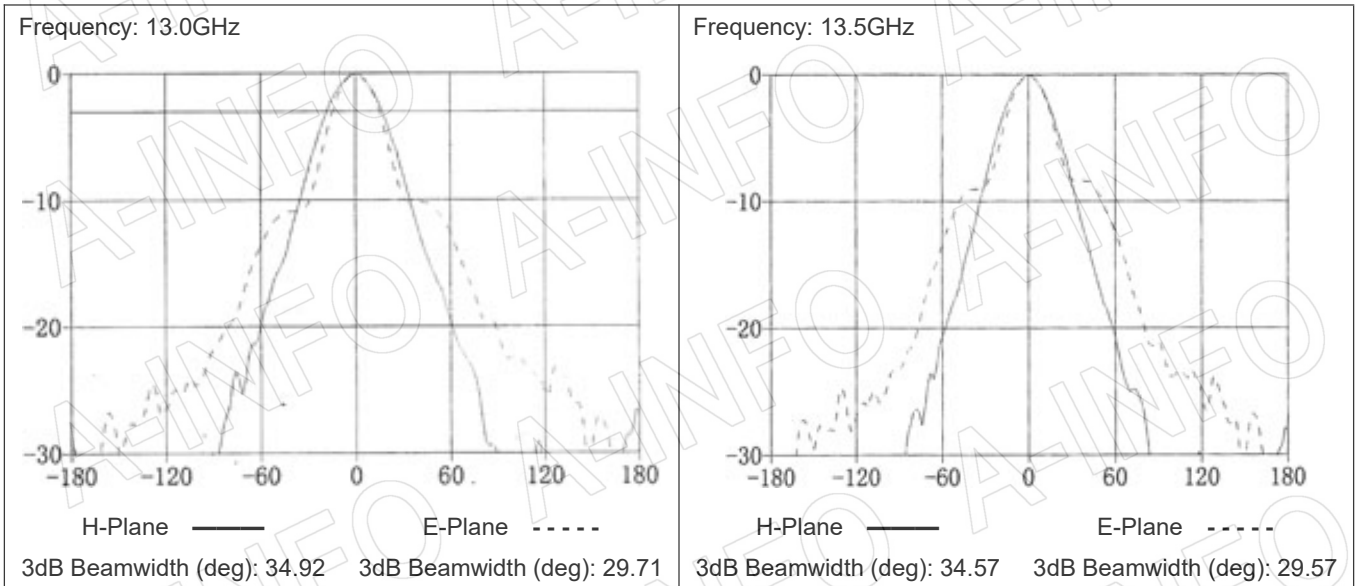 Frequency: 13.0GHz
0
-10
-20
-30
-180 -120 -60 0 60 120 180
H-Plane E-Plane
3dB Beamwidth (deg): 34.92 3dB Beamwidth (deg): 29.71
Frequency: 13.5GHz
0
-10
-20
-30
-180 -120 -60 0 60 120 180
H-Plane E-Plane
3dB Beamwidth (deg): 34.57 3dB Beamwidth (deg): 29.57
A-INFO